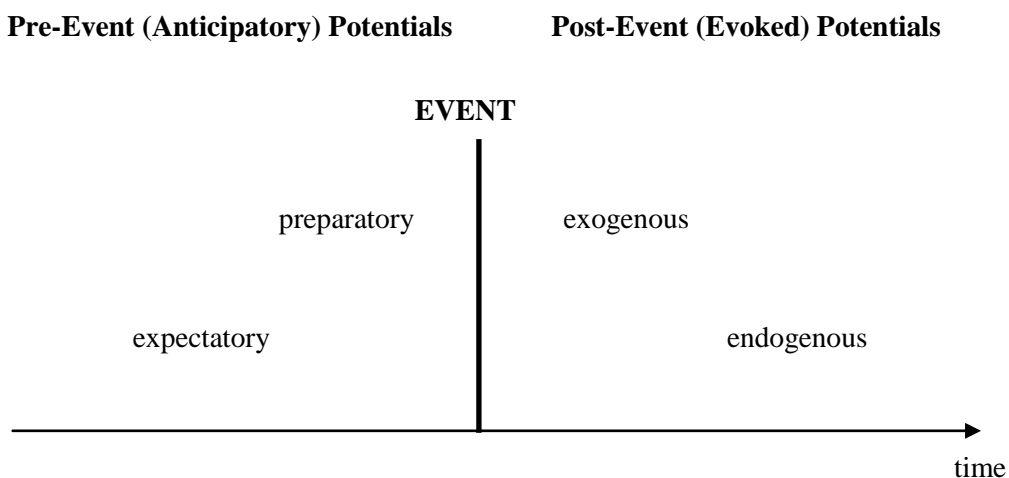 Pre-Event (Anticipatory) Potentials Post-Event (Evoked) Potentials
EVENT
preparatory exogenous
expectatory endogenous
time